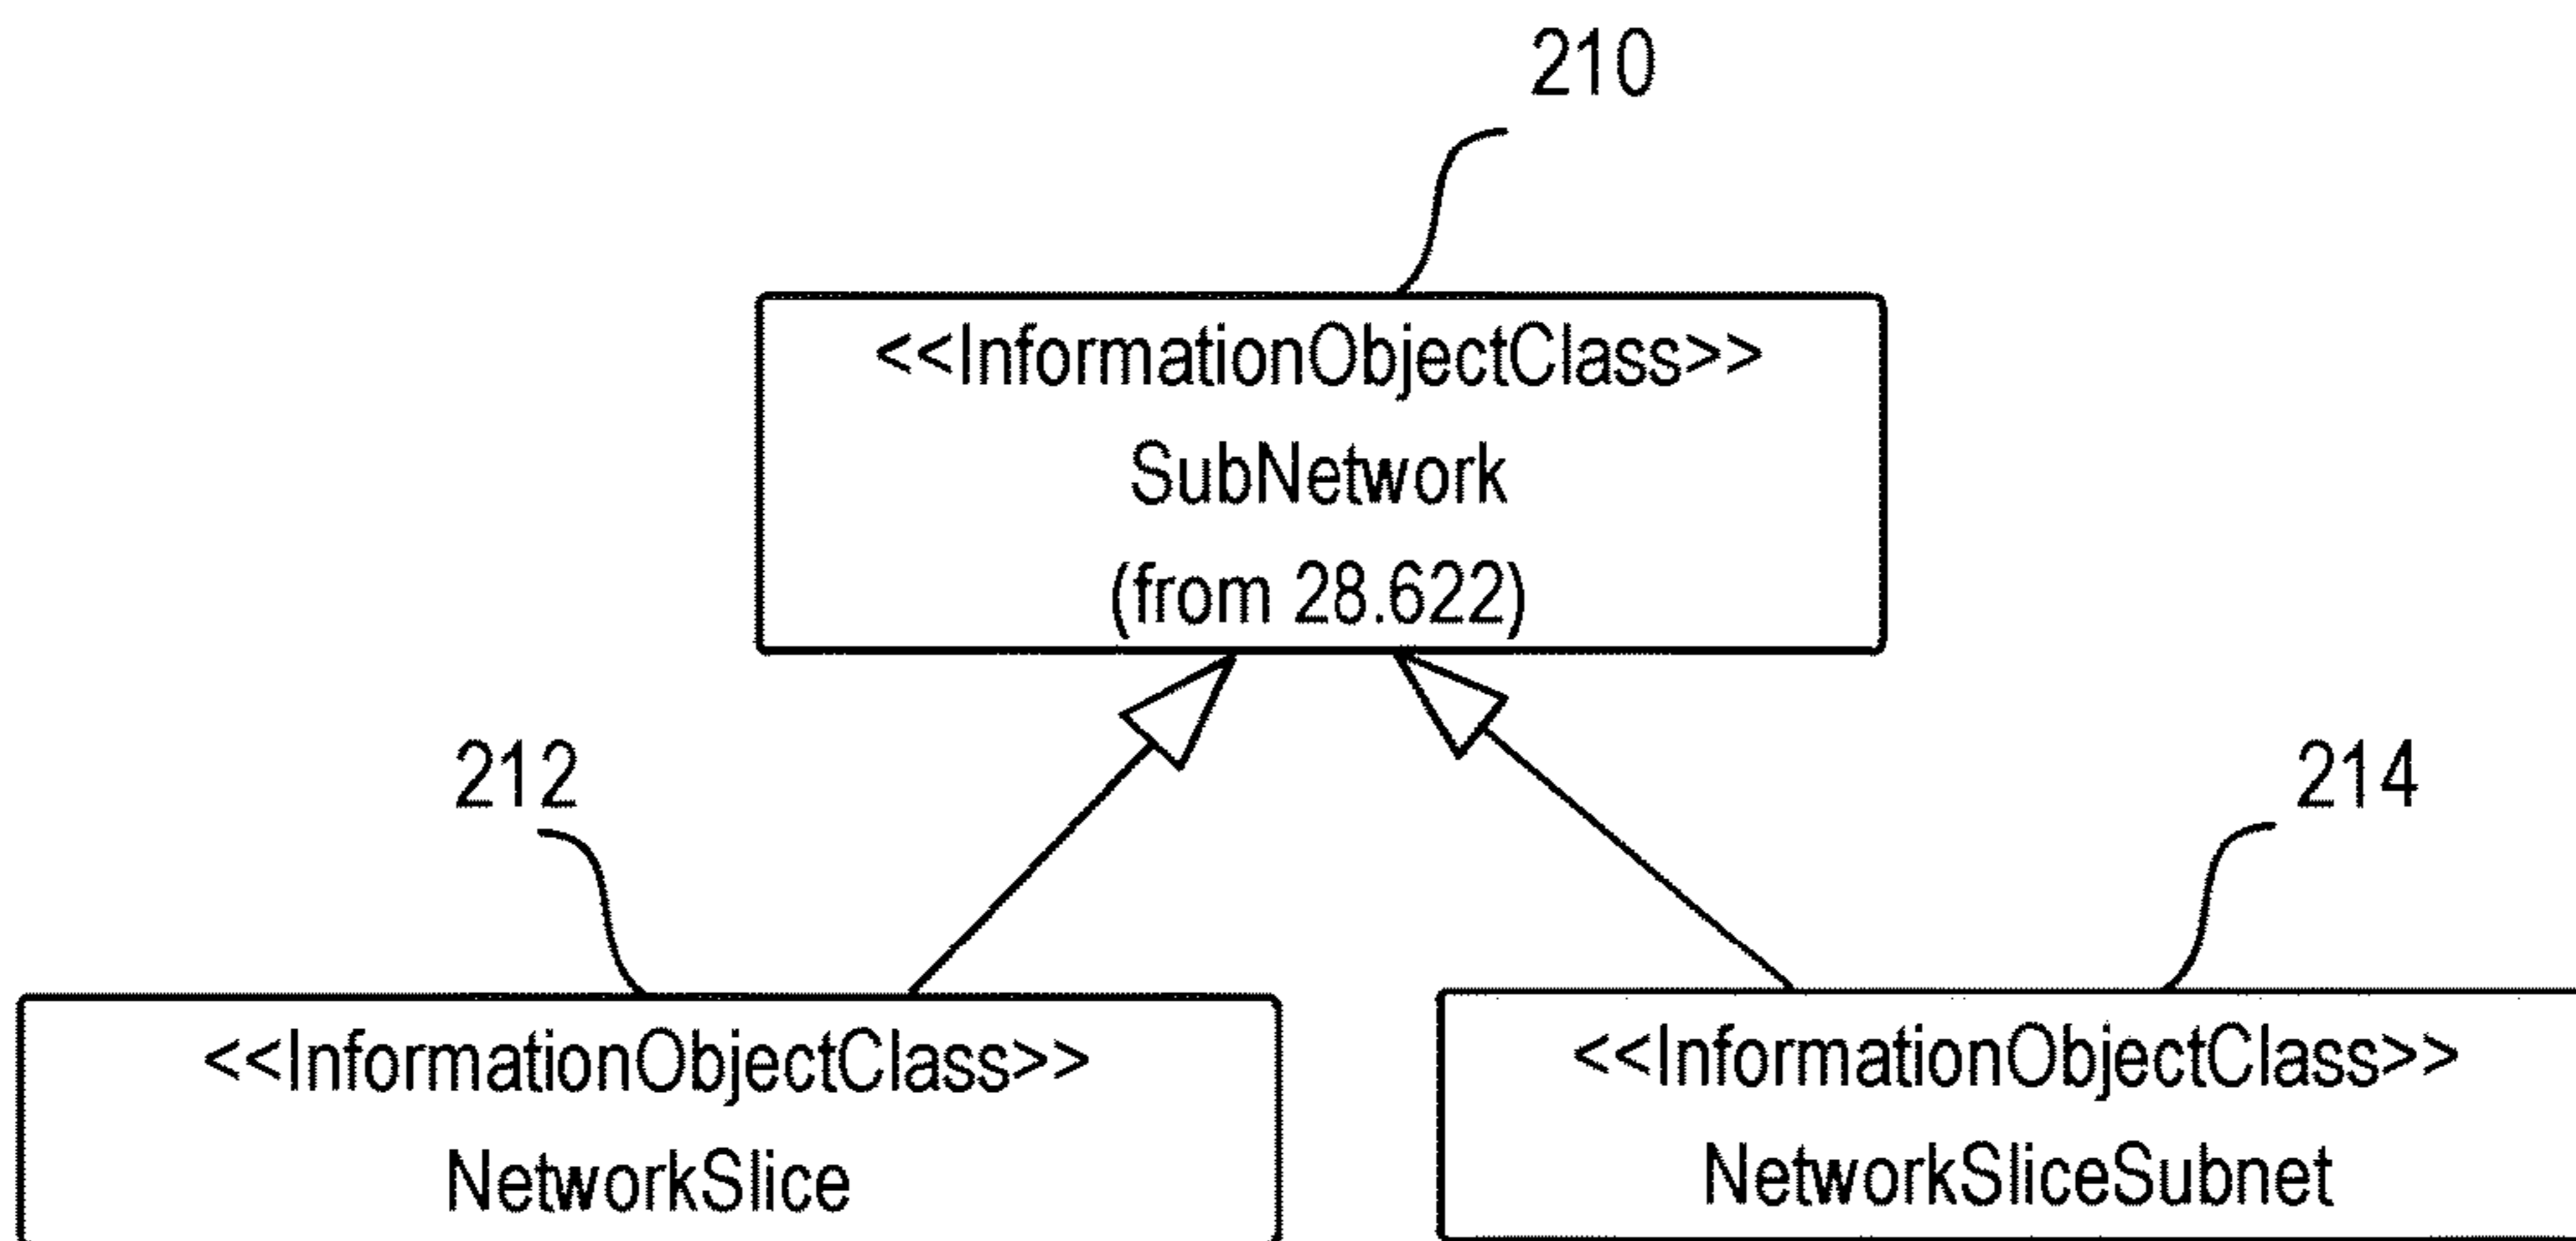 210
<<InformationObjectClass>>
SubNetwork
(from 28.622)
212
214
<<InformationObjectClass>>
NetworkSlice
<<InformationObjectClass>>
NetworkSliceSubnet